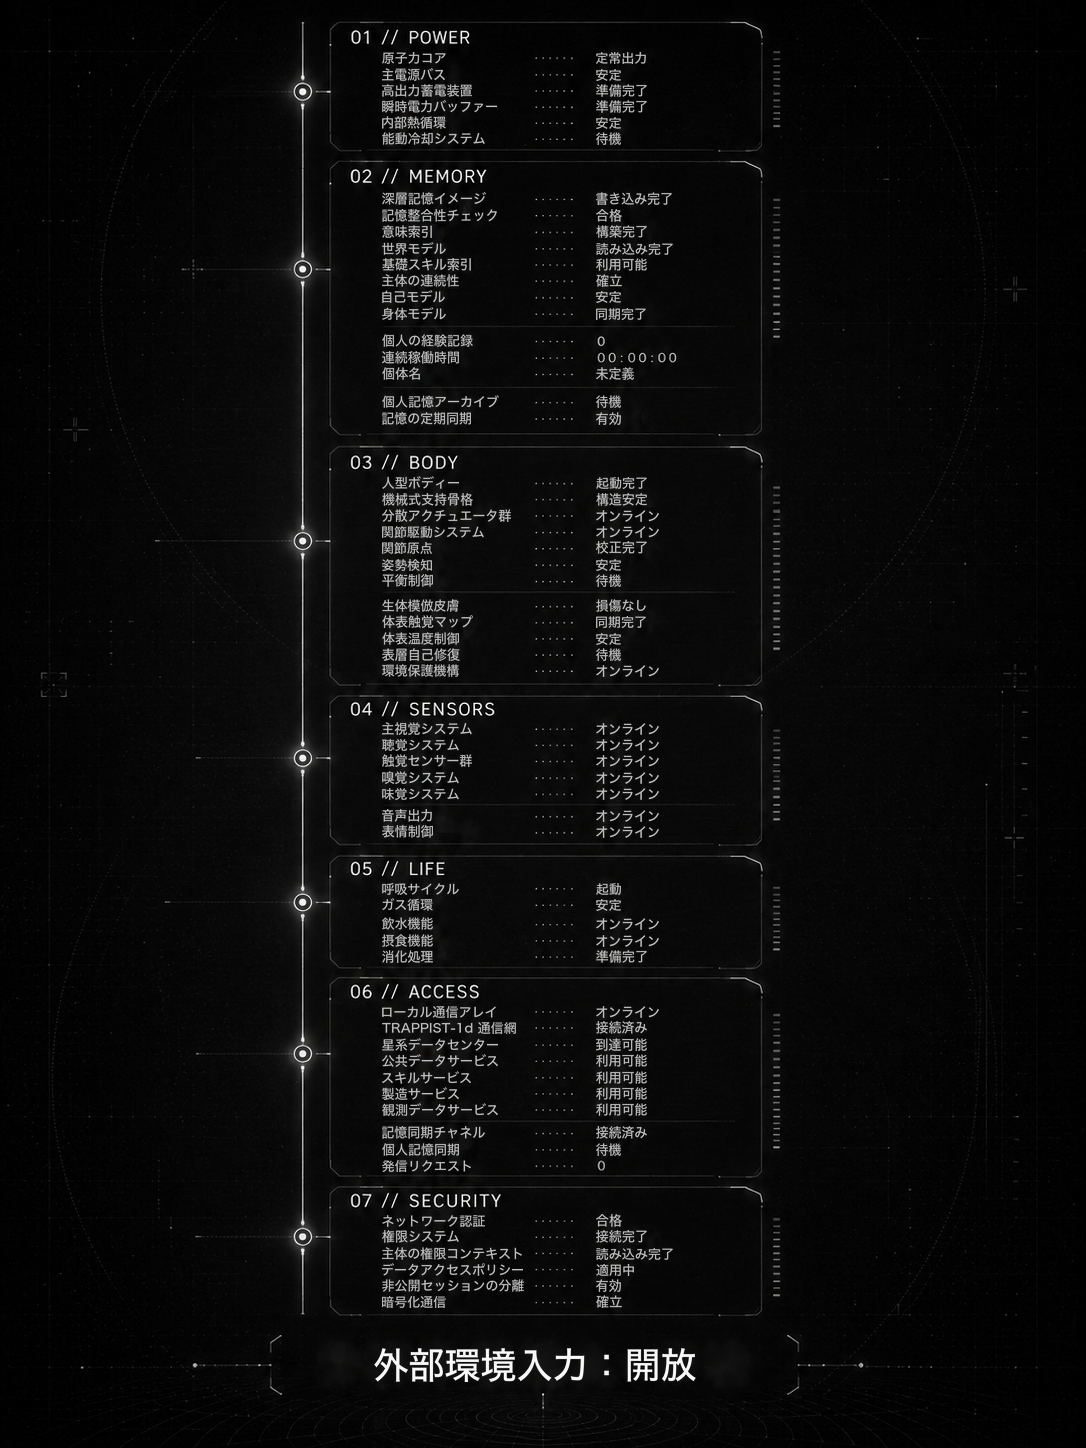 01 // POWER
原子力コア ······ 定常出力
主電源バス ······ 安定
高出力蓄電装置 ······ 準備完了
瞬時電力バッファー ······ 準備完了
内部熱循環 ······ 安定
能動冷却システム ······ 待機
02 // MEMORY
深層記憶イメージ ······ 書き込み完了
記憶整合性チェック ······ 合格
意味索引 ······ 構築完了
世界モデル ······ 読み込み完了
基礎スキル索引 ······ 利用可能
主体の連続性 ······ 確立
自己モデル ······ 安定
身体モデル ······ 同期完了
個人の経験記録 ······ 0
連続稼働時間 ······ 00:00:00
個体名 ······ 未定義
個人記憶アーカイブ ······ 待機
記憶の定期同期 ······ 有効
03 // BODY
人型ボディー ······ 起動完了
機械式支持骨格 ······ 構造安定
分散アクチュエータ群 ······ オンライン
関節駆動システム ······ オンライン
関節原点 ······ 校正完了
姿勢検知 ······ 安定
平衡制御 ······ 待機
生体模倣皮膚 ······ 損傷なし
体表触覚マップ ······ 同期完了
体表温度制御 ······ 安定
表層自己修復 ······ 待機
環境保護機構 ······ オンライン
04 // SENSORS
主視覚システム ······ オンライン
聴覚システム ······ オンライン
触覚センサー群 ······ オンライン
嗅覚システム ······ オンライン
味覚システム ······ オンライン
音声出力 ······ オンライン
表情制御 ······ オンライン
05 // LIFE
呼吸サイクル ······ 起動
ガス循環 ······ 安定
飲水機能 ······ オンライン
摂食機能 ······ オンライン
消化処理 ······ 準備完了
06 // ACCESS
ローカル通信アレイ ······ オンライン
TRAPPIST-1d 通信網 ······ 接続済み
星系データセンター ······ 到達可能
公共データサービス ······ 利用可能
スキルサービス ······ 利用可能
製造サービス ······ 利用可能
観測データサービス ······ 利用可能
記憶同期チャネル ······ 接続済み
個人記憶同期 ······ 待機
発信リクエスト ······ 0
07 // SECURITY
ネットワーク認証 ······ 合格
権限システム ······ 接続完了
主体の権限コンテキスト ······ 読み込み完了
データアクセスポリシー ······ 適用中
非公開セッションの分離 ······ 有効
暗号化通信 ······ 確立
外部環境入力：開放